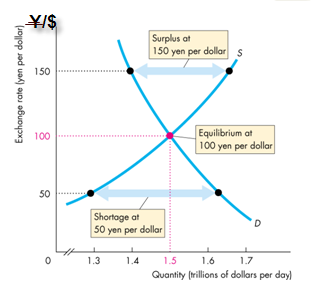 ¥/$
Exchange rate (yen per dollar)
Surplus at
150 yen per dollar
S
150
100
Equilibrium at
100 yen per dollar
50
Shortage at
50 yen per dollar
D
0
1.3 1.4 1.5 1.6 1.7
Quantity (trillions of dollars per day)